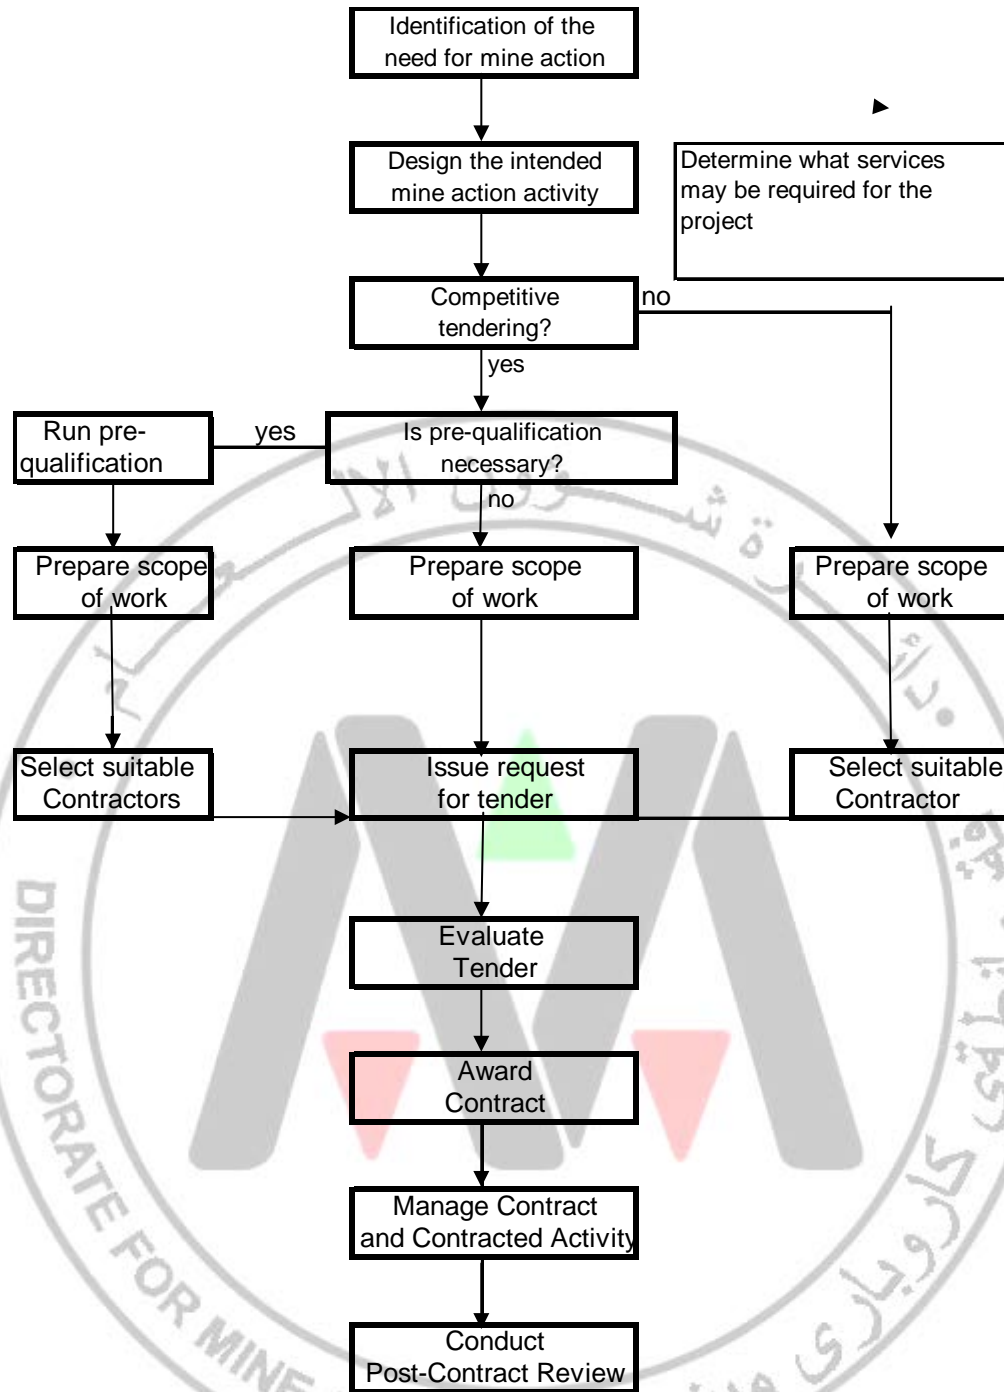 Identification of the
need for mine action
Design the intended
mine action activity
Determine what services
may be required for the
project
Competitive
tendering?
no
yes
Run pre-
qualification
yes
Is pre-qualification
necessary?
no
Prepare scope
of work
Prepare scope
of work
Prepare scope
of work
Select suitable
Contractors
Issue request
for tender
Select suitable
Contractor
Evaluate
Tender
Award
Contract
Manage Contract
and Contracted Activity
Conduct
Post-Contract Review
DIRECTORATE FOR MINE